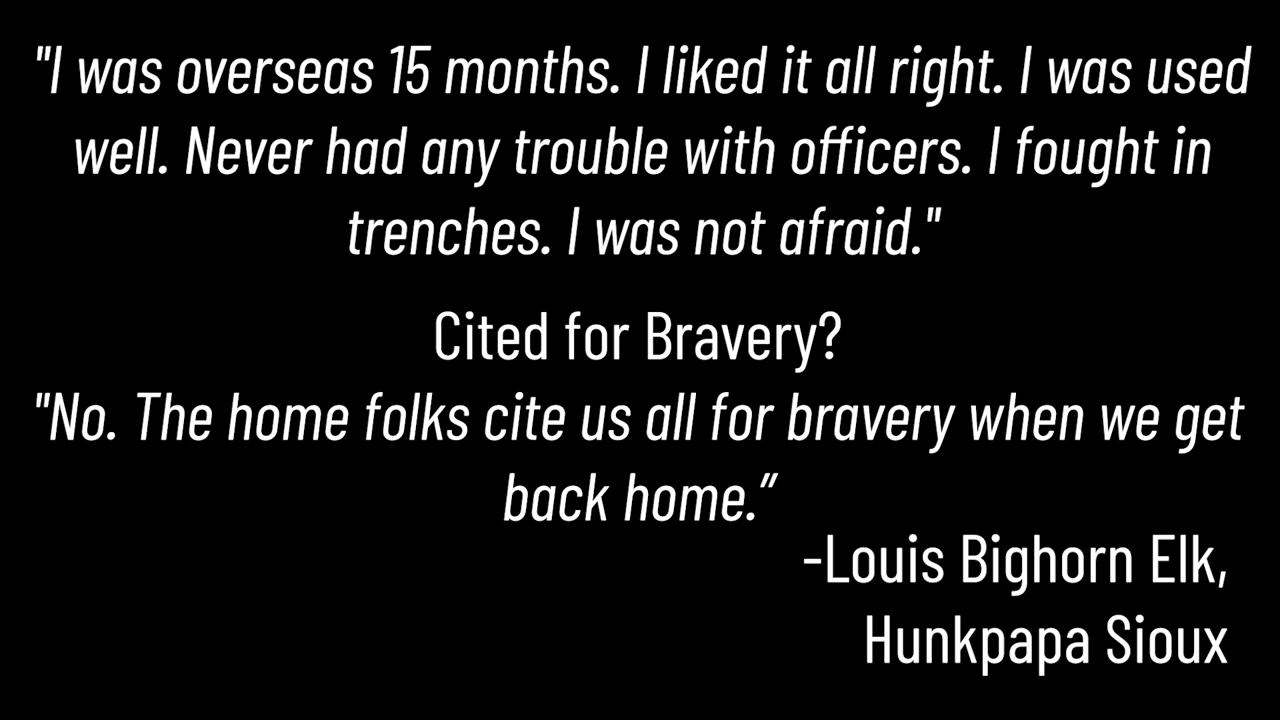 "I was overseas 15 months. I liked it all right. I was used
well. Never had any trouble with officers. I fought in
trenches. I was not afraid."
Cited for Bravery?
"No. The home folks cite us all for bravery when we get
back home.”
-Louis Bighorn Elk,
Hunkpapa Sioux